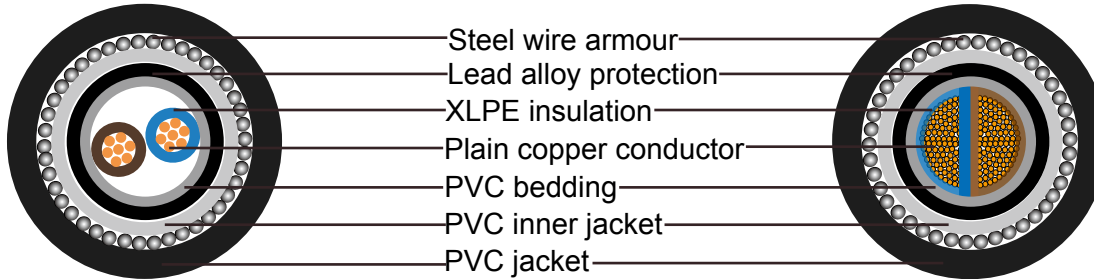 Steel wire armour
Lead alloy protection
XLPE insulation
Plain copper conductor
PVC bedding
PVC inner jacket
PVC jacket